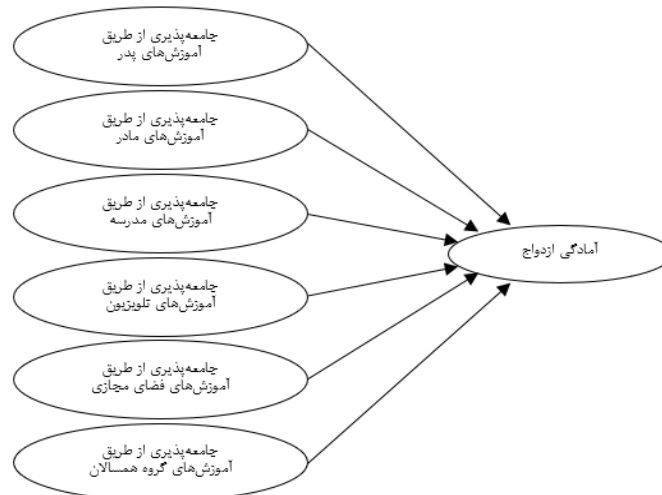 جامعه‌پذیری از طریق
آموزش‌های پدر
جامعه‌پذیری از طریق
آموزش‌های مادر
جامعه‌پذیری از طریق
آموزش‌های مدرسه
آمادگی ازدواج
جامعه‌پذیری از طریق
آموزش‌های تلویزیون
جامعه‌پذیری از طریق
آموزش‌های فضای مجازی
جامعه‌پذیری از طریق
آموزش‌های گروه همسالان